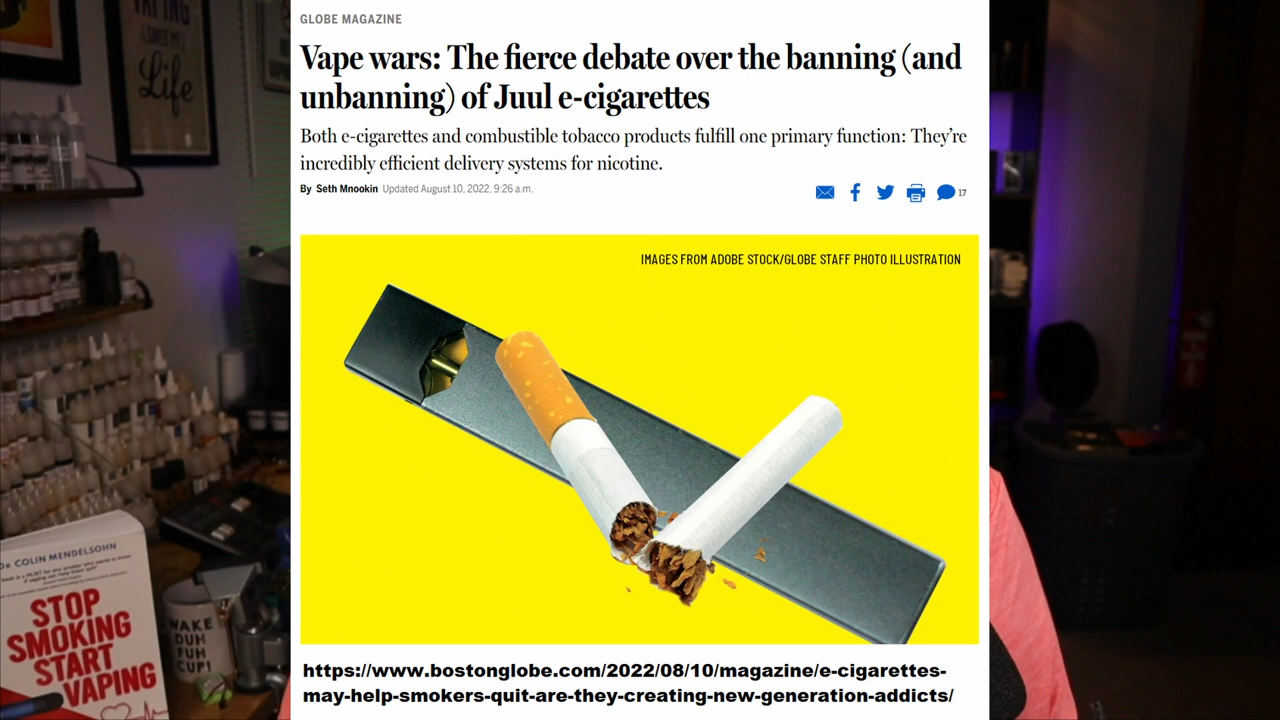 GLOBE MAGAZINE
Vape wars: The fierce debate over the banning (and
unbanning) of Juul e-cigarettes
Both e-cigarettes and combustible tobacco products fulfill one primary function: They're
incredibly efficient delivery systems for nicotine.
By Seth Mnookin Updated August 10, 2022, 9:26 a.m.
17
IMAGES FROM ADOBE STOCK/GLOBE STAFF PHOTO ILLUSTRATION
https://www.bostonglobe.com/2022/08/10/magazine/e-cigarettes-
may-help-smokers-quit-are-they-creating-new-generation-addicts/
VAPING
Life
COLIN MENDELSOHN
STOP
SMOKING
START
VAPING
WAKE
DUH
FUH
CUP!